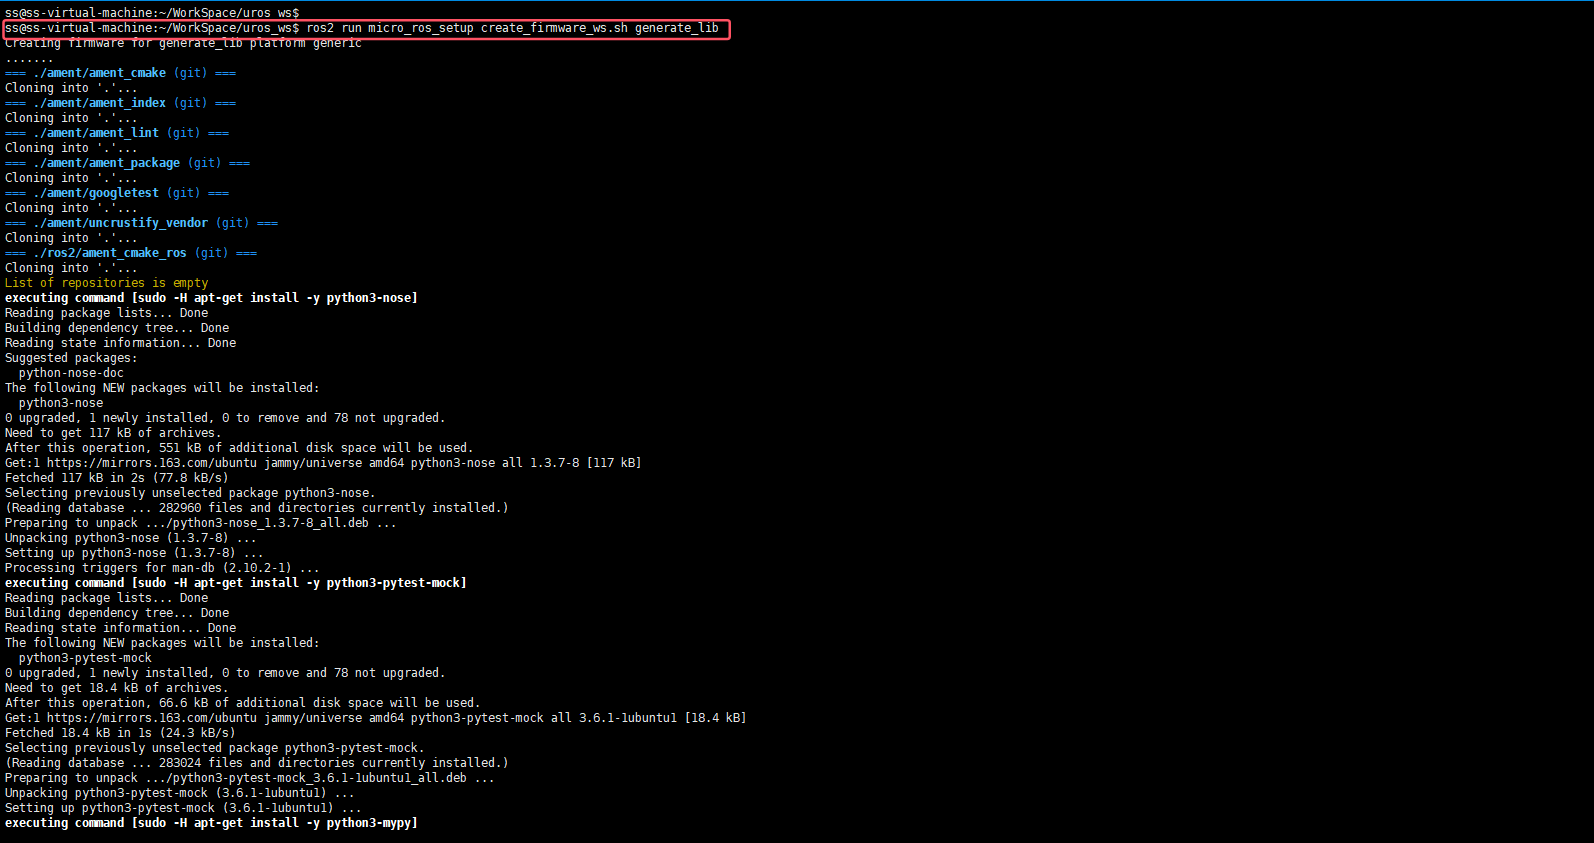 ss@ss-virtual-machine:~/WorkSpace/uros_ws$
ss@ss-virtual-machine:~/WorkSpace/uros_ws$ ros2 run micro_ros_setup create_firmware_ws.sh generate_lib
Creating firmware for generate_lib platform generic
.......
=== ./ament/ament_cmake (git) ===
Cloning into '.'...
=== ./ament/ament_index (git) ===
Cloning into '.'...
=== ./ament/ament_lint (git) ===
Cloning into '.'...
=== ./ament/ament_package (git) ===
Cloning into '.'...
=== ./ament/googletest (git) ===
Cloning into '.'...
=== ./ament/uncrustify_vendor (git) ===
Cloning into '.'...
=== ./ros2/ament_cmake_ros (git) ===
Cloning into '.'...
List of repositories is empty
executing command [sudo -H apt-get install -y python3-nose]
Reading package lists... Done
Building dependency tree... Done
Reading state information... Done
Suggested packages:
  python-nose-doc
The following NEW packages will be installed:
  python3-nose
0 upgraded, 1 newly installed, 0 to remove and 78 not upgraded.
Need to get 117 kB of archives.
After this operation, 551 kB of additional disk space will be used.
Get:1 https://mirrors.163.com/ubuntu jammy/universe amd64 python3-nose all 1.3.7-8 [117 kB]
Fetched 117 kB in 2s (77.8 kB/s)
Selecting previously unselected package python3-nose.
(Reading database ... 282960 files and directories currently installed.)
Preparing to unpack .../python3-nose_1.3.7-8_all.deb ...
Unpacking python3-nose (1.3.7-8) ...
Setting up python3-nose (1.3.7-8) ...
Processing triggers for man-db (2.10.2-1) ...
executing command [sudo -H apt-get install -y python3-pytest-mock]
Reading package lists... Done
Building dependency tree... Done
Reading state information... Done
The following NEW packages will be installed:
  python3-pytest-mock
0 upgraded, 1 newly installed, 0 to remove and 78 not upgraded.
Need to get 18.4 kB of archives.
After this operation, 66.6 kB of additional disk space will be used.
Get:1 https://mirrors.163.com/ubuntu jammy/universe amd64 python3-pytest-mock all 3.6.1-1ubuntu1 [18.4 kB]
Fetched 18.4 kB in 1s (24.3 kB/s)
Selecting previously unselected package python3-pytest-mock.
(Reading database ... 283024 files and directories currently installed.)
Preparing to unpack .../python3-pytest-mock_3.6.1-1ubuntu1_all.deb ...
Unpacking python3-pytest-mock (3.6.1-1ubuntu1) ...
Setting up python3-pytest-mock (3.6.1-1ubuntu1) ...
executing command [sudo -H apt-get install -y python3-mypy]